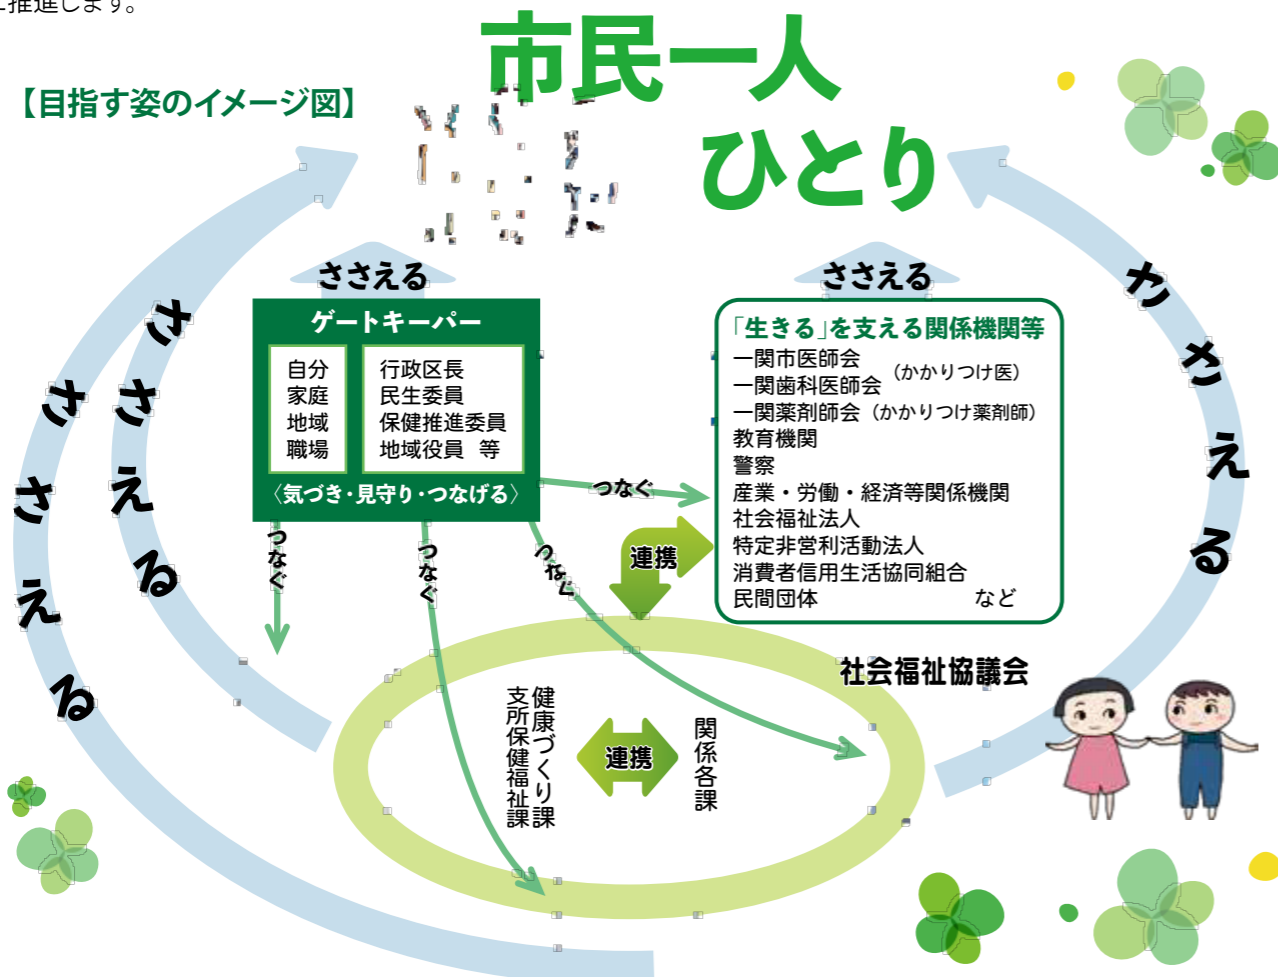 に推進します。
【目指す姿のイメージ図】
市民一人
ひとり
ささえる
ささえる
ささえる
ささえる
ささえる
ゲートキーパー
自分
家庭
地域
職場
行政区長
民生委員
保健推進委員
地域役員 等
〈気づき・見守り・つなげる〉
「生きる」を支える関係機関等
一関市医師会
一関歯科医師会
(かかりつけ医)
一関薬剤師会(かかりつけ薬剤師)
教育機関
警察
産業・労働・経済等関係機関
社会福祉法人
特定非営利活動法人
消費者信用生活協同組合
民間団体 など
つなぐ
つなぐ
つなぐ
つなぐ
連携
社会福祉協議会
健康づくり課
支所保健福祉課
連携
関係各課